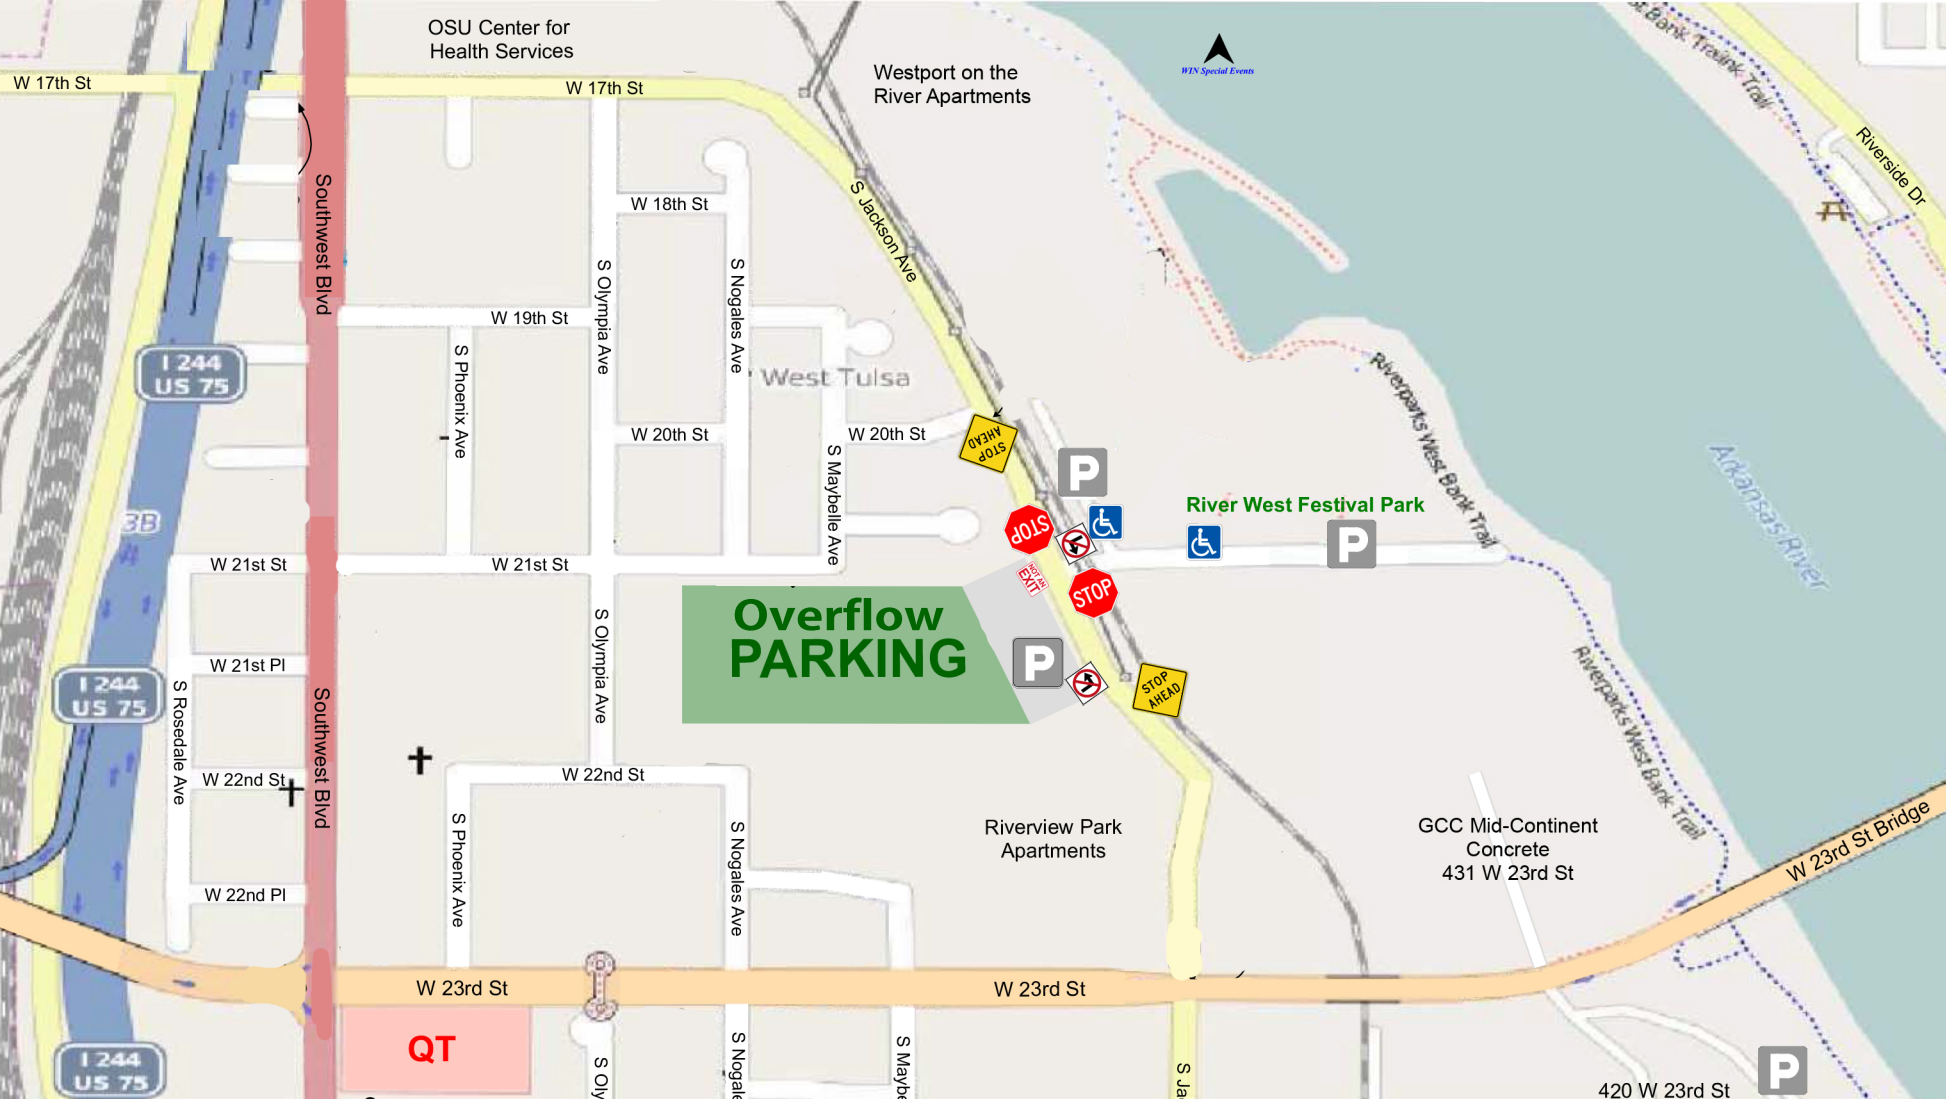 OSU Center for
Health Services
Westport on the
River Apartments
WIN Special Events
st Bank Trail
Trail
Riverside Dr
W 17th St
W 17th St
Southwest Blvd
W 18th St
S Jackson Ave
S Olympia Ave
S Nogales Ave
W 19th St
I 244
US 75
S Phoenix Ave
West Tulsa
Riverparks West Bank Trail
W 20th St
W 20th St
STOP
AHEAD
S Maybelle Ave
P
River West Festival Park
Arkansas River
3B
STOP
P
W 21st St
W 21st St
NOT AN
EXIT
STOP
Overflow
PARKING
S Olympia Ave
P
STOP
AHEAD
Riverparks West Bank Trail
W 21st Pl
I 244
US 75
S Rosedale Ave
Southwest Blvd
W 22nd St
W 22nd St
S Phoenix Ave
S Nogales Ave
Riverview Park
Apartments
GCC Mid-Continent
Concrete
431 W 23rd St
W 23rd St Bridge
W 22nd Pl
W 23rd St
W 23rd St
QT
I 244
US 75
S Oly
S Nogale
S Maybe
S Ja
P
420 W 23rd St